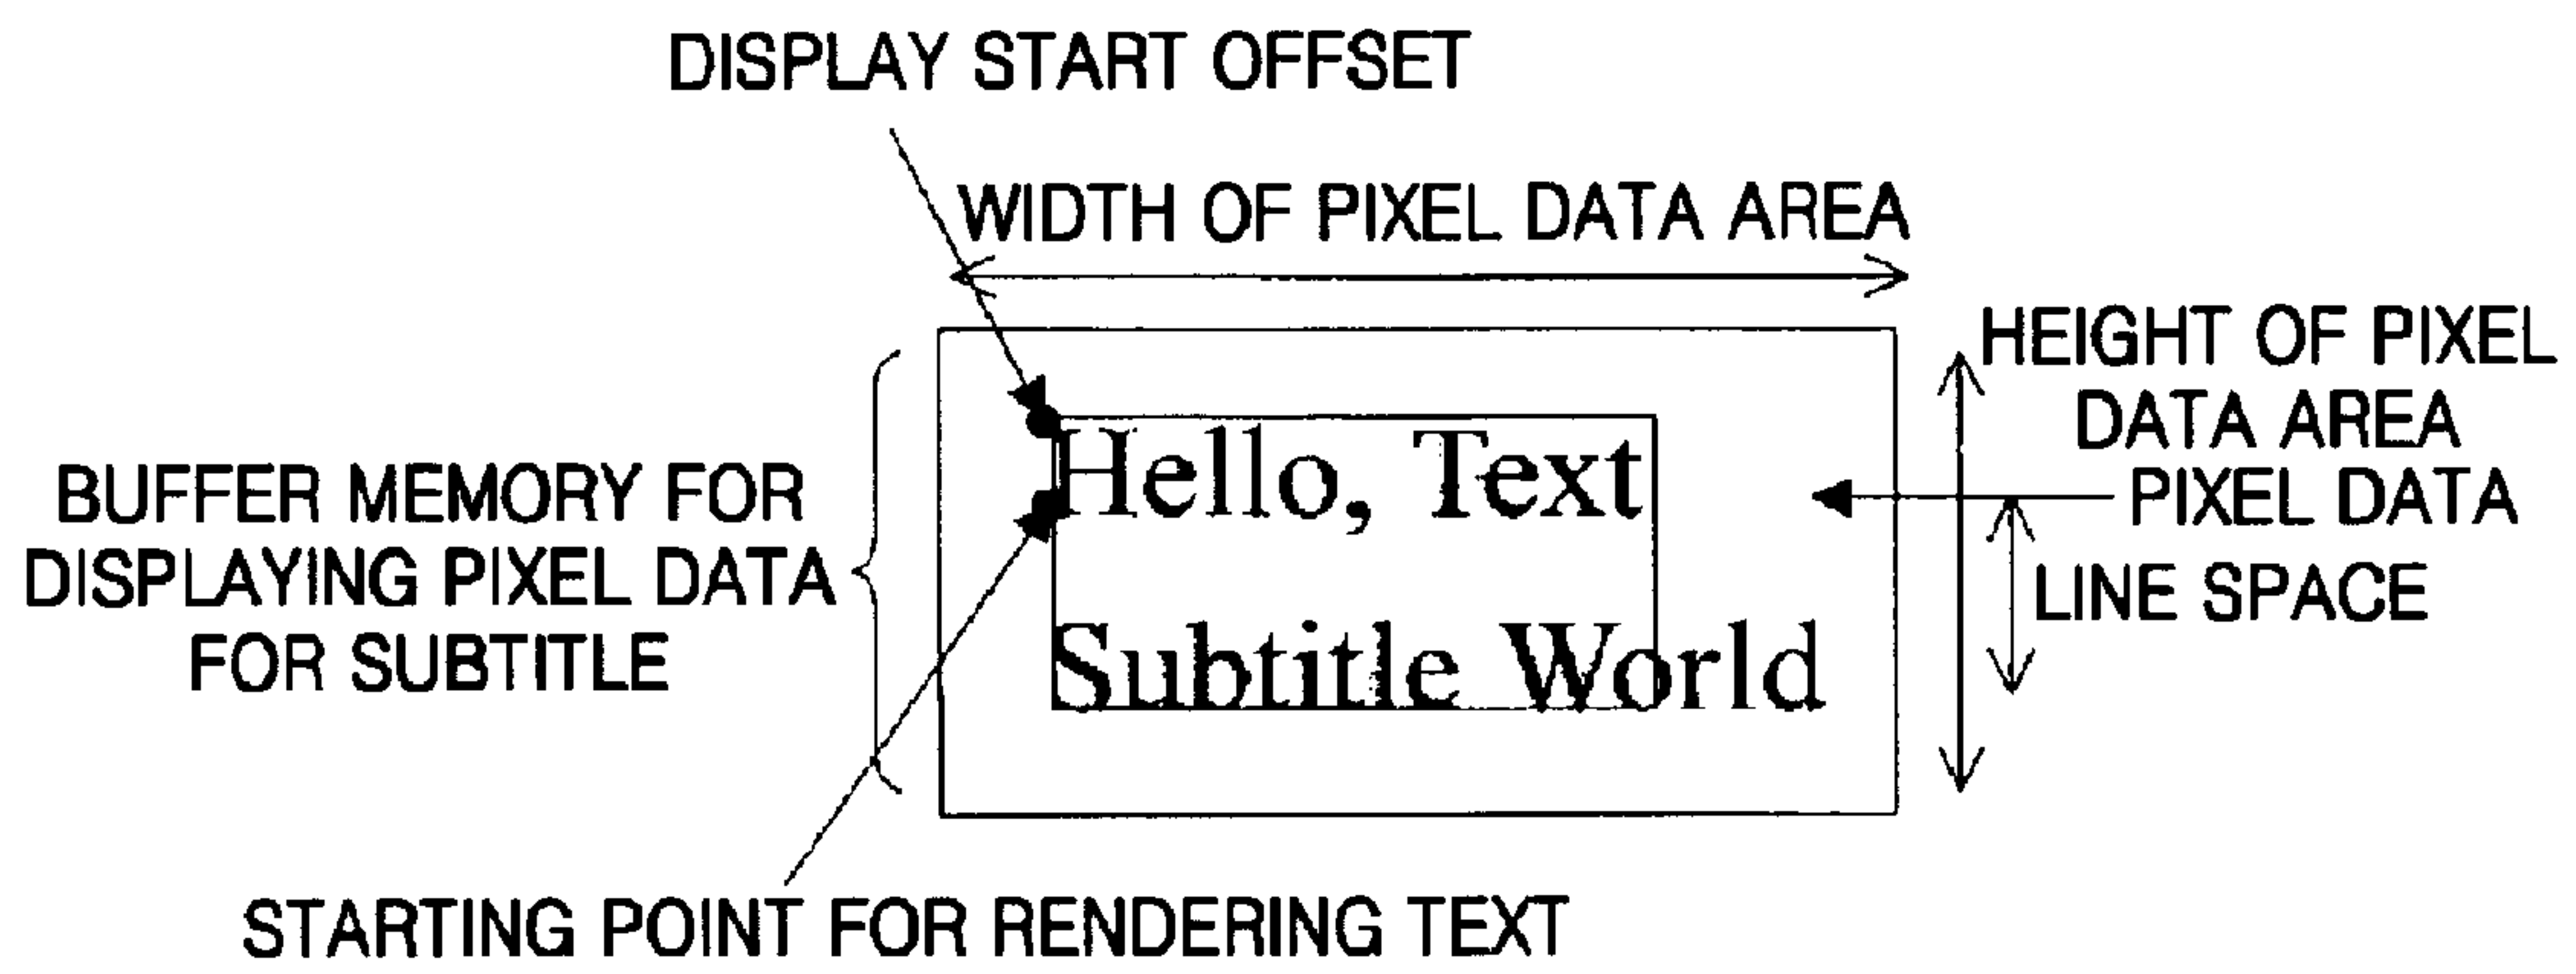 DISPLAY START OFFSET
WIDTH OF PIXEL DATA AREA
HEIGHT OF PIXEL
DATA AREA
PIXEL DATA
LINE SPACE
Hello, Text
Subtitle World
BUFFER MEMORY FOR
DISPLAYING PIXEL DATA
FOR SUBTITLE
STARTING POINT FOR RENDERING TEXT